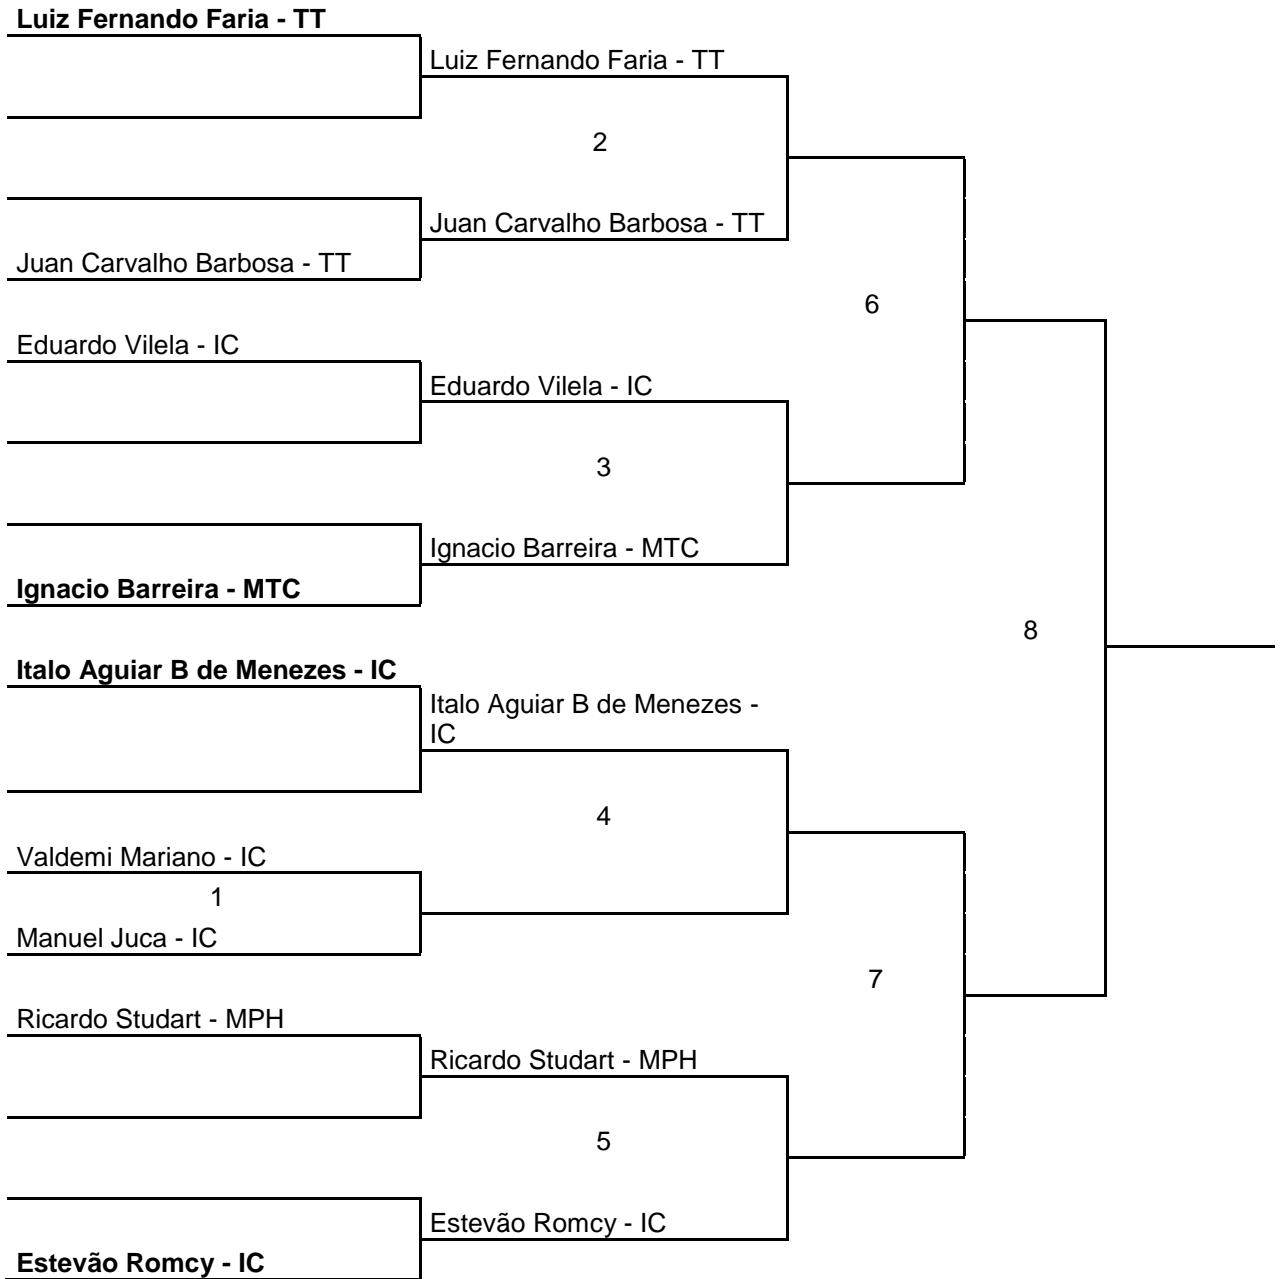 Luiz Fernando Faria - TT
Luiz Fernando Faria - TT
2
Juan Carvalho Barbosa - TT
Juan Carvalho Barbosa - TT
6
Eduardo Vilela - IC
Eduardo Vilela - IC
3
Ignacio Barreira - MTC
Ignacio Barreira - MTC
8
Italo Aguiar B de Menezes - IC
Italo Aguiar B de Menezes -
IC
4
Valdemi Mariano - IC
1
Manuel Juca - IC
7
Ricardo Studart - MPH
Ricardo Studart - MPH
5
Estevão Romcy - IC
Estevão Romcy - IC